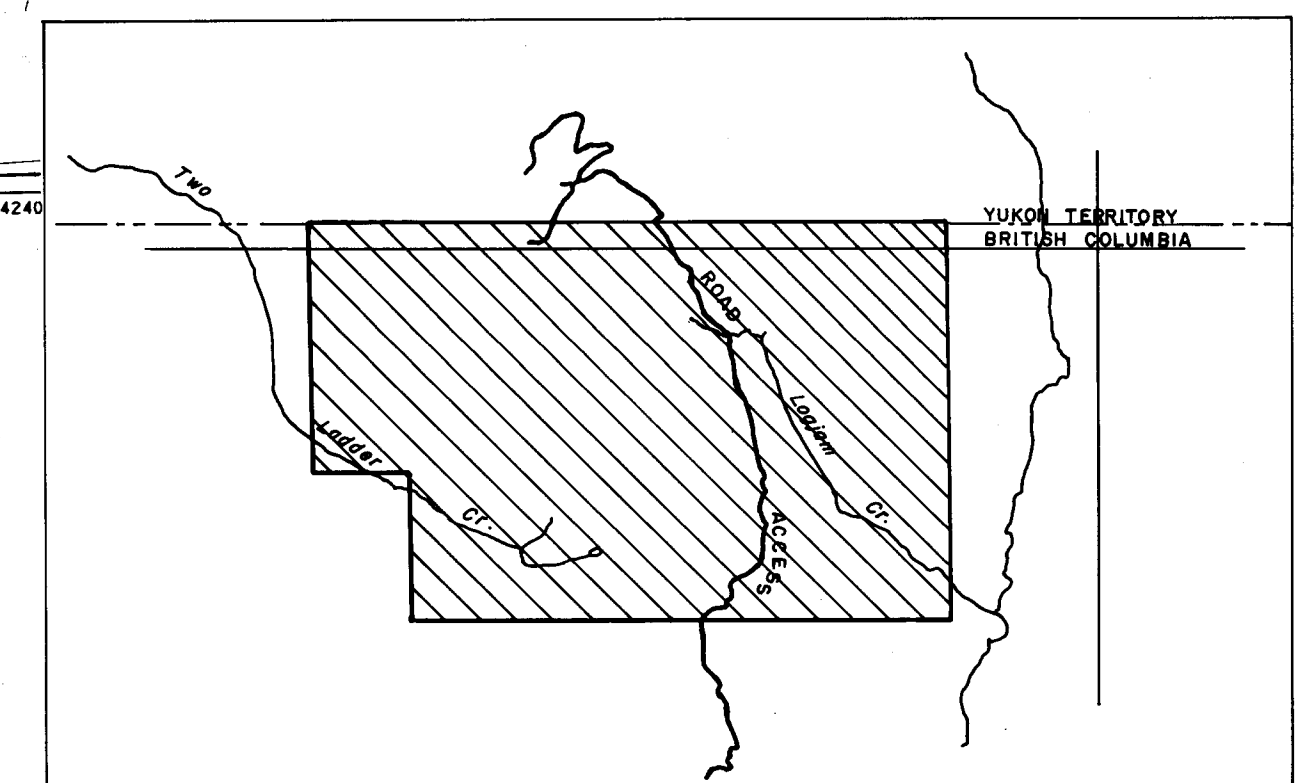 Two
4240
YUKON TERRITORY
BRITISH COLUMBIA
ROAD
Logjam
Ladder
Cr.
Cr.
ACCESS